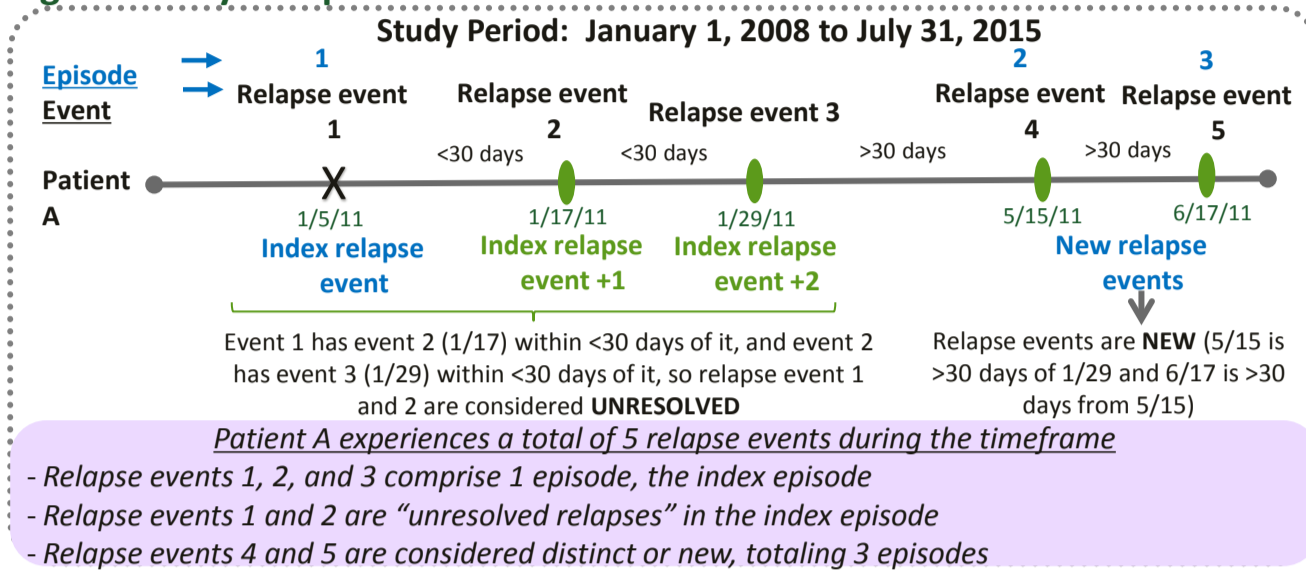 Study Period: January 1, 2008 to July 31, 2015
Episode
1
2
3
Event
Relapse event
1
Relapse event
2
Relapse event 3
Relapse event
4
Relapse event
5
<30 days
<30 days
>30 days
>30 days
Patient
A
X
1/5/11
1/17/11
1/29/11
5/15/11
6/17/11
Index relapse
event
Index relapse
event +1
Index relapse
event +2
New relapse
events
Event 1 has event 2 (1/17) within <30 days of it, and event 2
has event 3 (1/29) within <30 days of it, so relapse event 1
and 2 are considered UNRESOLVED
Relapse events are NEW (5/15 is
>30 days of 1/29 and 6/17 is >30
days from 5/15)
Patient A experiences a total of 5 relapse events during the timeframe
- Relapse events 1, 2, and 3 comprise 1 episode, the index episode
- Relapse events 1 and 2 are “unresolved relapses” in the index episode
- Relapse events 4 and 5 are considered distinct or new, totaling 3 episodes